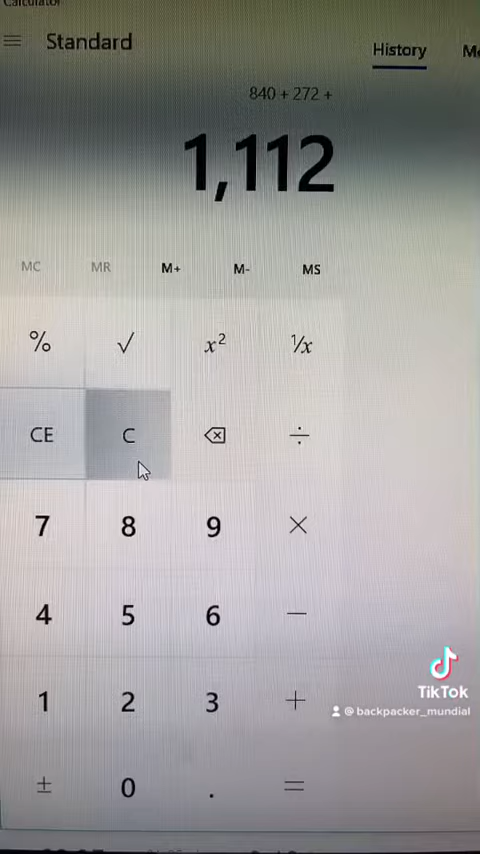 Calculator
Standard
History
840 + 272 +
1,112
MC MR M+ M- MS
% √ x² ¹/x
CE C ÷
7 8 9 ×
4 5 6 −
1 2 3 +
± 0 . =
TikTok
@backpacker_mundial